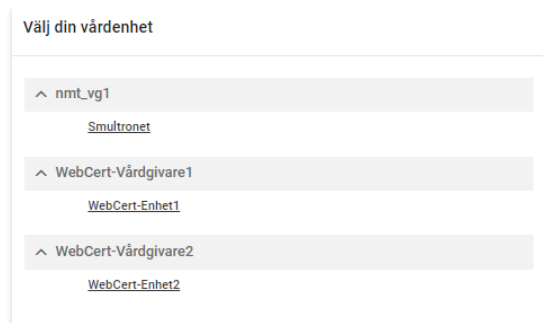 Välj din vårdenhet
nmt_vg1
Smultronet
WebCert-Vårdgivare1
WebCert-Enhet1
WebCert-Vårdgivare2
WebCert-Enhet2